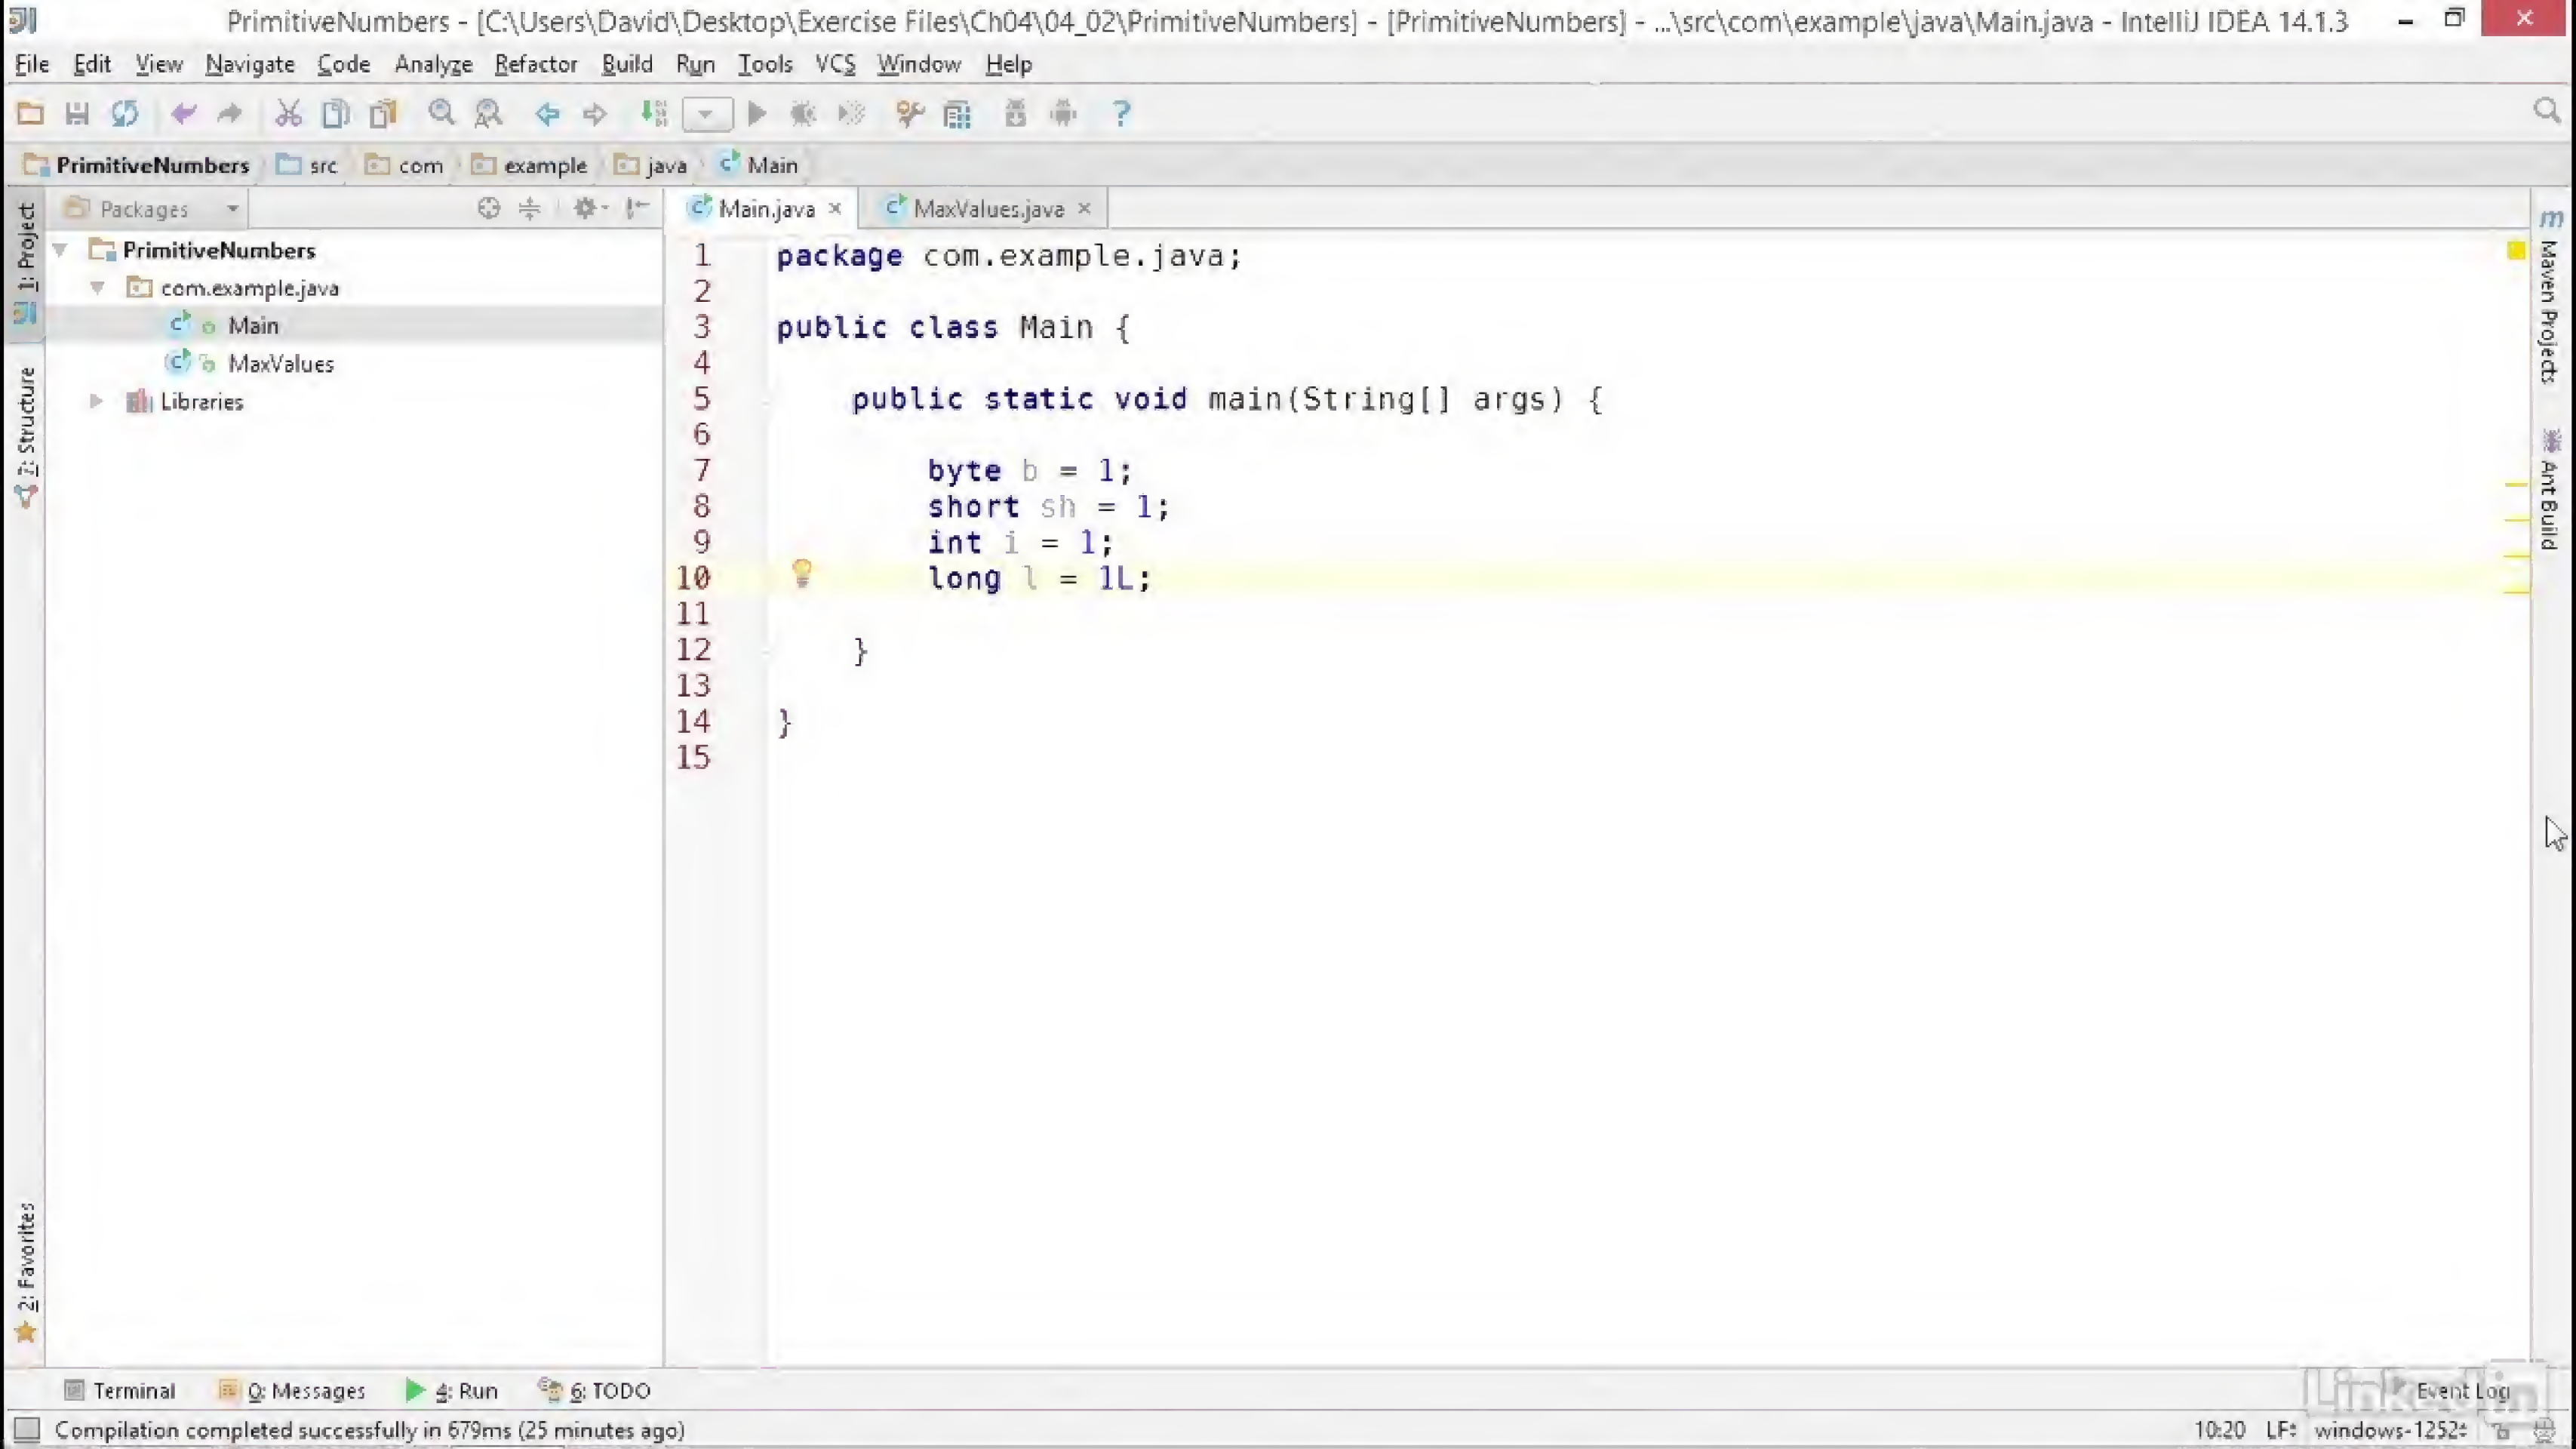 PrimitiveNumbers - [C:\Users\David\Desktop\Exercise Files\Ch04\04_02\PrimitiveNumbers] - [PrimitiveNumbers] - ...\src\com\example\java\Main.java - IntelliJ IDEA 14.1.3
File Edit View Navigate Code Analyze Refactor Build Run Tools VCS Window Help
PrimitiveNumbers src com example java Main
Packages
Main.java MaxValues.java
1: Project
7: Structure
2: Favorites
PrimitiveNumbers
com.example.java
Main
MaxValues
Libraries
1 package com.example.java;
2
3 public class Main {
4
5 public static void main(String[] args) {
6
7 byte b = 1;
8 short sh = 1;
9 int i = 1;
10 long l = 1L;
11
12 }
13
14 }
15
Maven Projects
Ant Build
Terminal 0: Messages 4: Run 6: TODO
Event Log
LinkedIn
Compilation completed successfully in 679ms (25 minutes ago)
10:20 LF windows-1252